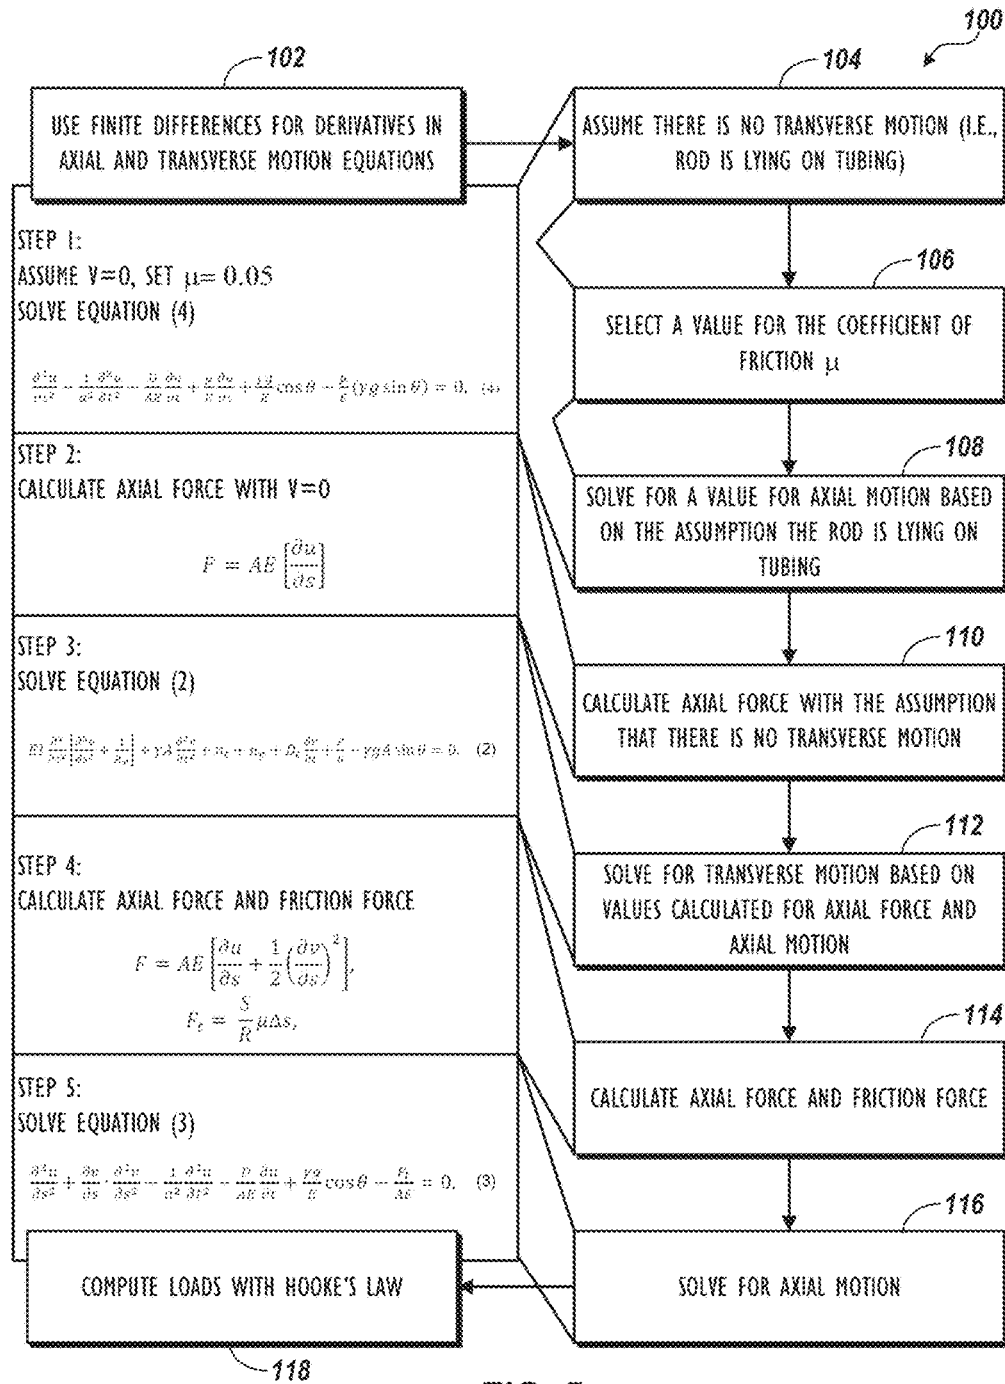 100
102
USE FINITE DIFFERENCES FOR DERIVATIVES IN
AXIAL AND TRANSVERSE MOTION EQUATIONS
104
ASSUME THERE IS NO TRANSVERSE MOTION (I.E.,
ROD IS LYING ON TUBING)
STEP 1:
ASSUME V=0, SET μ= 0.05
SOLVE EQUATION (4)
106
SELECT A VALUE FOR THE COEFFICIENT OF
FRICTION μ
STEP 2:
CALCULATE AXIAL FORCE WITH V=0
F = AE [∂u/∂s]
108
SOLVE FOR A VALUE FOR AXIAL MOTION BASED
ON THE ASSUMPTION THE ROD IS LYING ON
TUBING
STEP 3:
SOLVE EQUATION (2)
110
CALCULATE AXIAL FORCE WITH THE ASSUMPTION
THAT THERE IS NO TRANSVERSE MOTION
112
SOLVE FOR TRANSVERSE MOTION BASED ON
VALUES CALCULATED FOR AXIAL FORCE AND
AXIAL MOTION
STEP 4:
CALCULATE AXIAL FORCE AND FRICTION FORCE
F = AE [∂u/∂s + 1/2 (∂v/∂s)²],
= S/R μΔs,
114
CALCULATE AXIAL FORCE AND FRICTION FORCE
STEP 5:
SOLVE EQUATION (3)
116
SOLVE FOR AXIAL MOTION
COMPUTE LOADS WITH HOOKE'S LAW
118